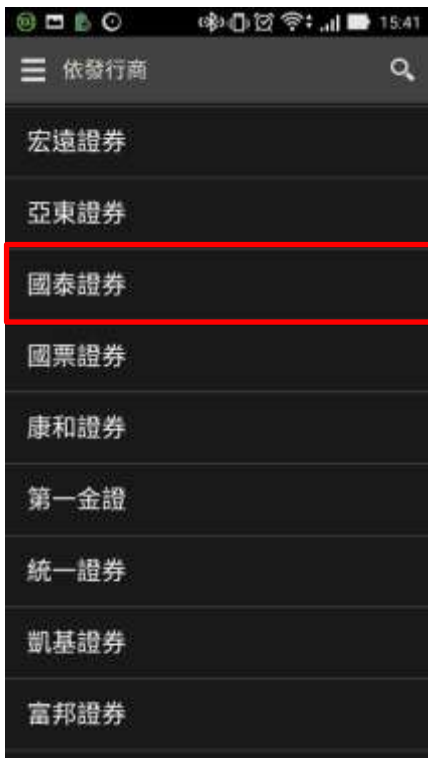 15:41
依發行商
宏遠證券
亞東證券
國泰證券
國票證券
康和證券
第一金證
統一證券
凱基證券
富邦證券